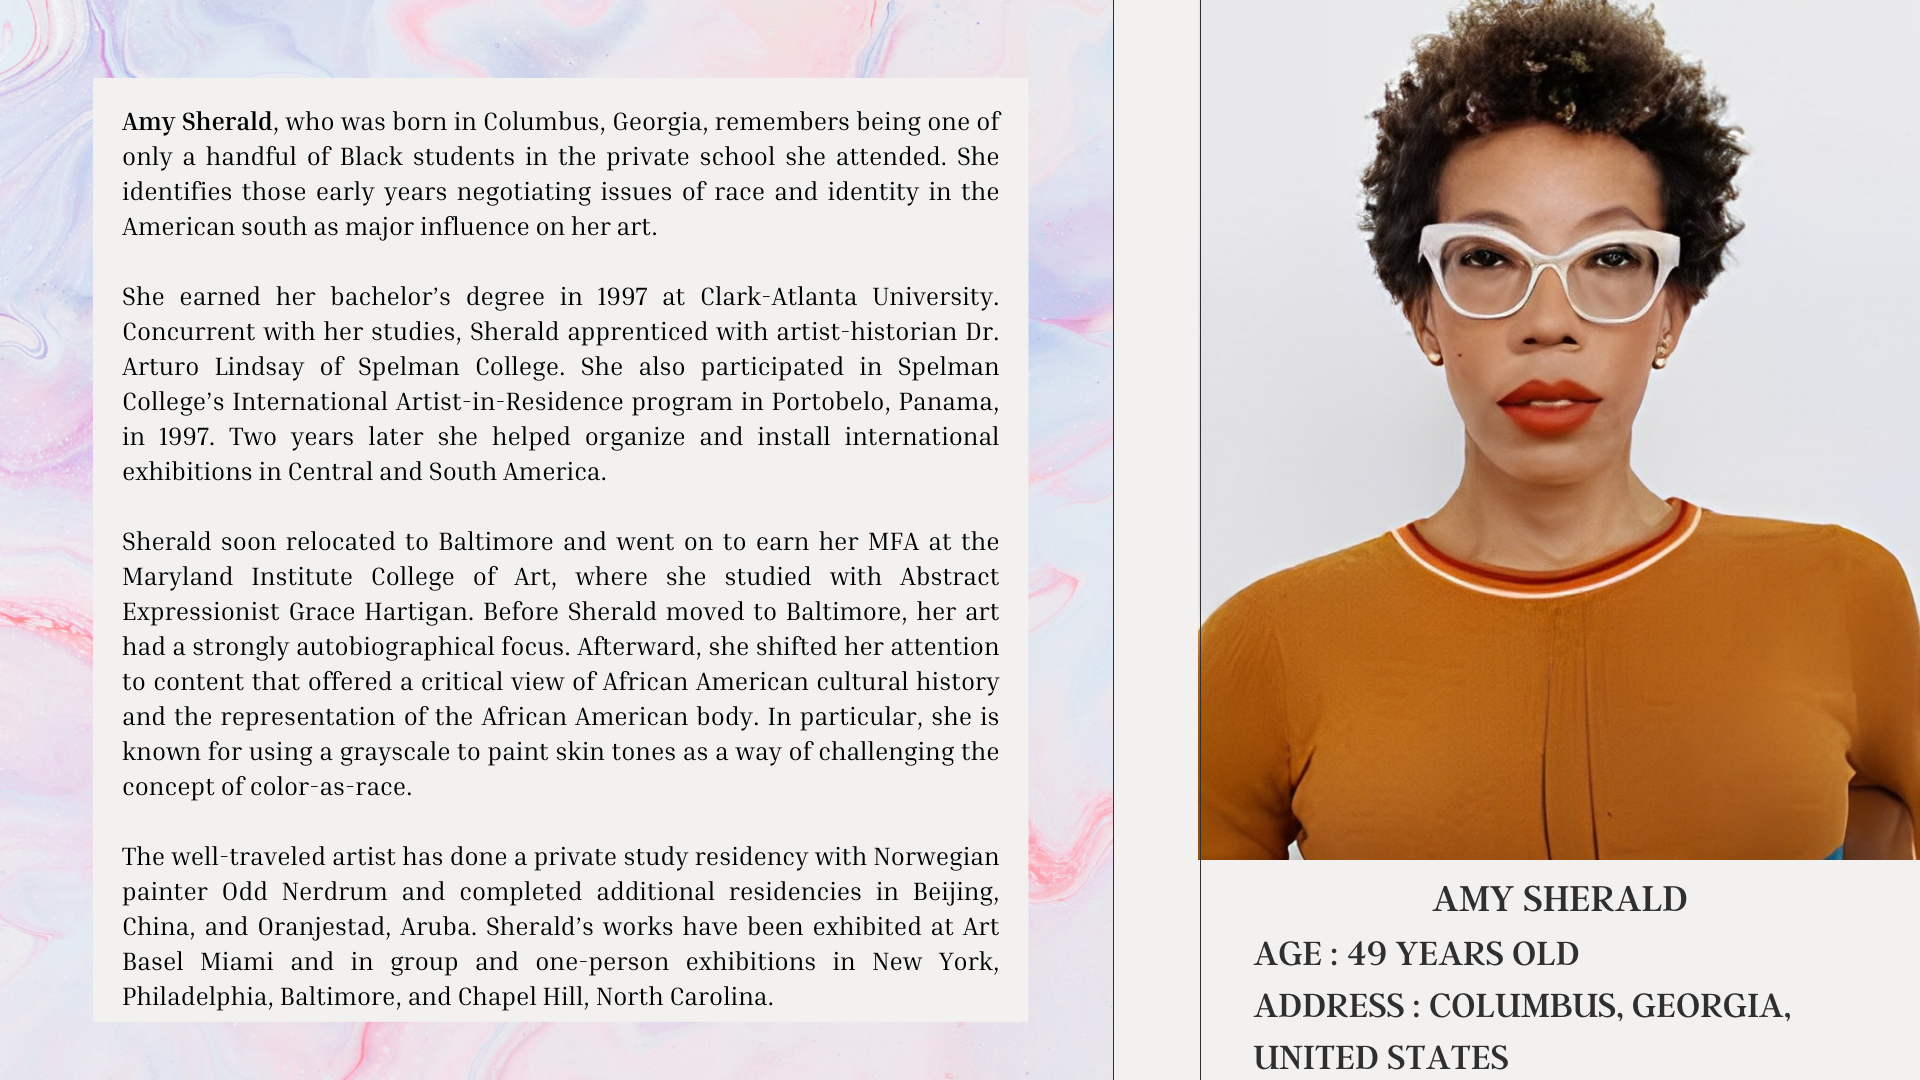 Amy Sherald, who was born in Columbus, Georgia, remembers being one of
only a handful of Black students in the private school she attended. She
identifies those early years negotiating issues of race and identity in the
American south as major influence on her art.
She earned her bachelor’s degree in 1997 at Clark-Atlanta University.
Concurrent with her studies, Sherald apprenticed with artist-historian Dr.
Arturo Lindsay of Spelman College. She also participated in Spelman
College’s International Artist-in-Residence program in Portobelo, Panama,
in 1997. Two years later she helped organize and install international
exhibitions in Central and South America.
Sherald soon relocated to Baltimore and went on to earn her MFA at the
Maryland Institute College of Art, where she studied with Abstract
Expressionist Grace Hartigan. Before Sherald moved to Baltimore, her art
had a strongly autobiographical focus. Afterward, she shifted her attention
to content that offered a critical view of African American cultural history
and the representation of the African American body. In particular, she is
known for using a grayscale to paint skin tones as a way of challenging the
concept of color-as-race.
The well-traveled artist has done a private study residency with Norwegian
painter Odd Nerdrum and completed additional residencies in Beijing,
China, and Oranjestad, Aruba. Sherald’s works have been exhibited at Art
Basel Miami and in group and one-person exhibitions in New York,
Philadelphia, Baltimore, and Chapel Hill, North Carolina.
AMY SHERALD
AGE : 49 YEARS OLD
ADDRESS : COLUMBUS, GEORGIA,
UNITED STATES